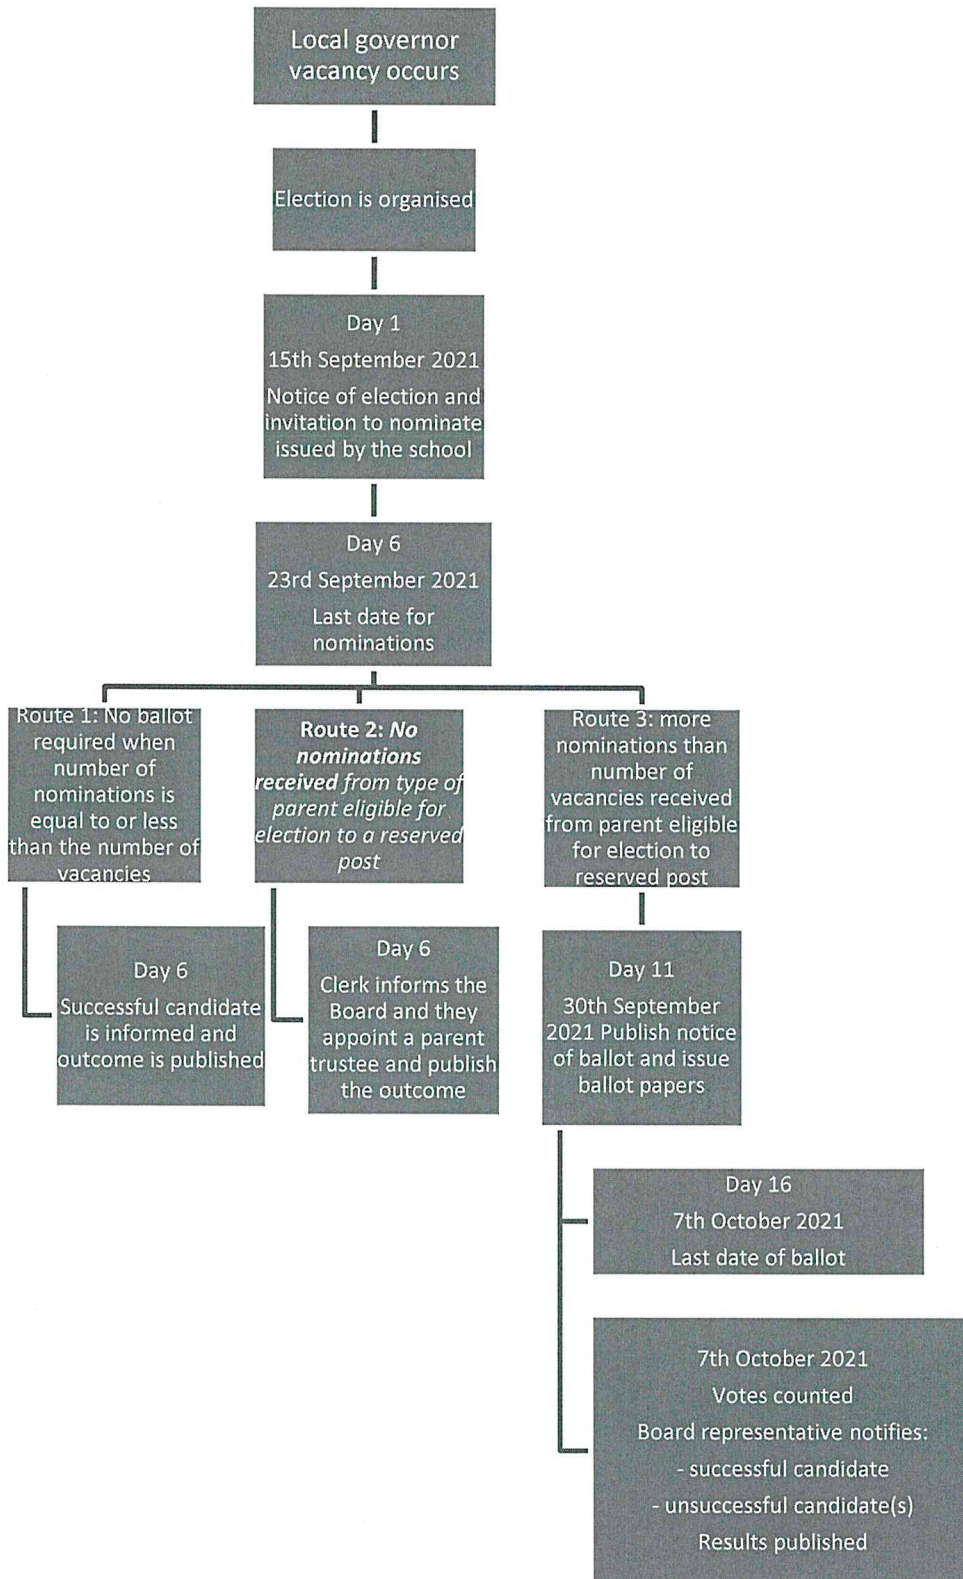 Local governor
vacancy occurs
Election is organised
Day 1
15th September 2021
Notice of election and
invitation to nominate
issued by the school
Day 6
23rd September 2021
Last date for
nominations
Route 1: No ballot
required when
number of
nominations is
equal to or less
than the number of
vacancies
Route 2: No
nominations
received from type of
parent eligible for
election to a reserved
post
Route 3: more
nominations than
number of
vacancies received
from parent eligible
for election to
reserved post
Day 6
Successful candidate
is informed and
outcome is published
Day 6
Clerk informs the
Board and they
appoint a parent
trustee and publish
the outcome
Day 11
30th September
2021 Publish notice
of ballot and issue
ballot papers
Day 16
7th October 2021
Last date of ballot
7th October 2021
Votes counted
Board representative notifies:
- successful candidate
- unsuccessful candidate(s)
Results published